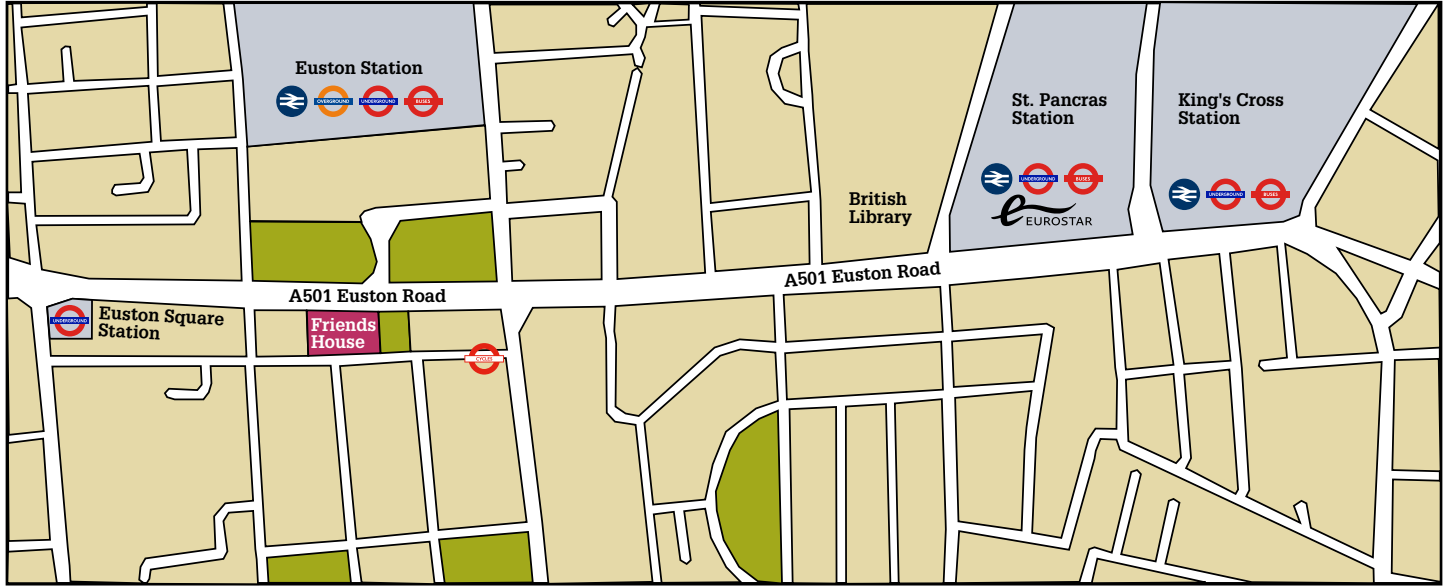 Euston Station
OVERGROUND
UNDERGROUND
BUSES
St. Pancras
Station
UNDERGROUND
BUSES
EUROSTAR
King's Cross
Station
UNDERGROUND
BUSES
British
Library
A501 Euston Road
A501 Euston Road
UNDERGROUND
Euston Square
Station
Friends
House
CYCLES